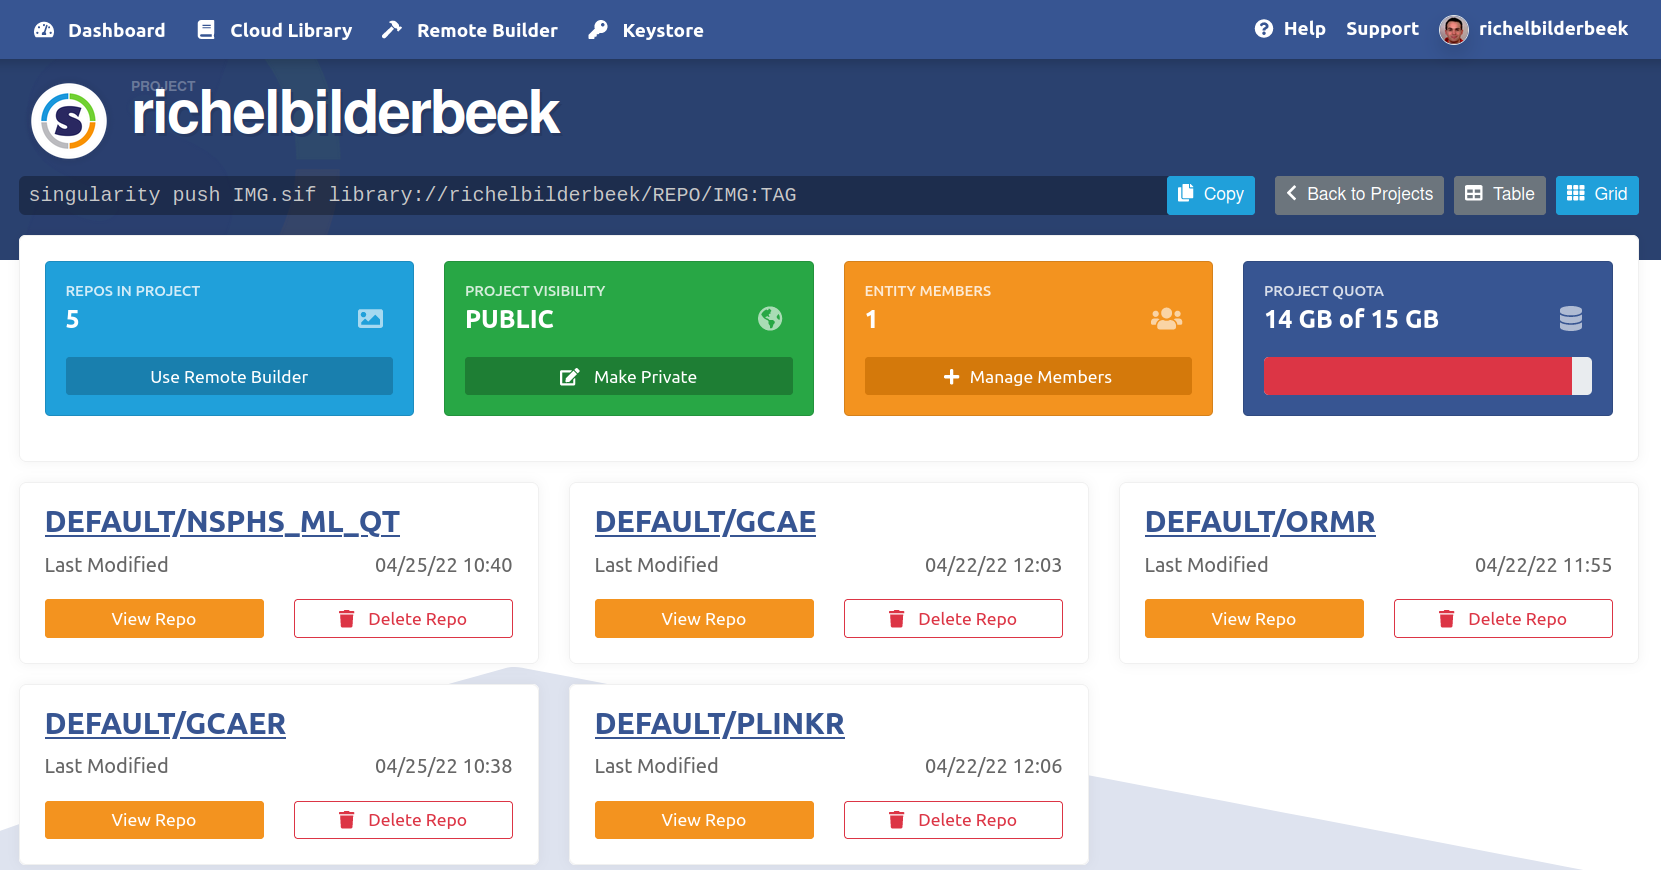 Dashboard Cloud Library Remote Builder Keystore Help Support richelbilderbeek
PROJECT
richelbilderbeek
singularity push IMG.sif library://richelbilderbeek/REPO/IMG:TAG Copy Back to Projects Table Grid
REPOS IN PROJECT
5
Use Remote Builder
PROJECT VISIBILITY
PUBLIC
Make Private
ENTITY MEMBERS
1
Manage Members
PROJECT QUOTA
14 GB of 15 GB
DEFAULT/NSPHS_ML_QT
Last Modified 04/25/22 10:40
View Repo Delete Repo
DEFAULT/GCAE
Last Modified 04/22/22 12:03
View Repo Delete Repo
DEFAULT/ORMR
Last Modified 04/22/22 11:55
View Repo Delete Repo
DEFAULT/GCAER
Last Modified 04/25/22 10:38
View Repo Delete Repo
DEFAULT/PLINKR
Last Modified 04/22/22 12:06
View Repo Delete Repo